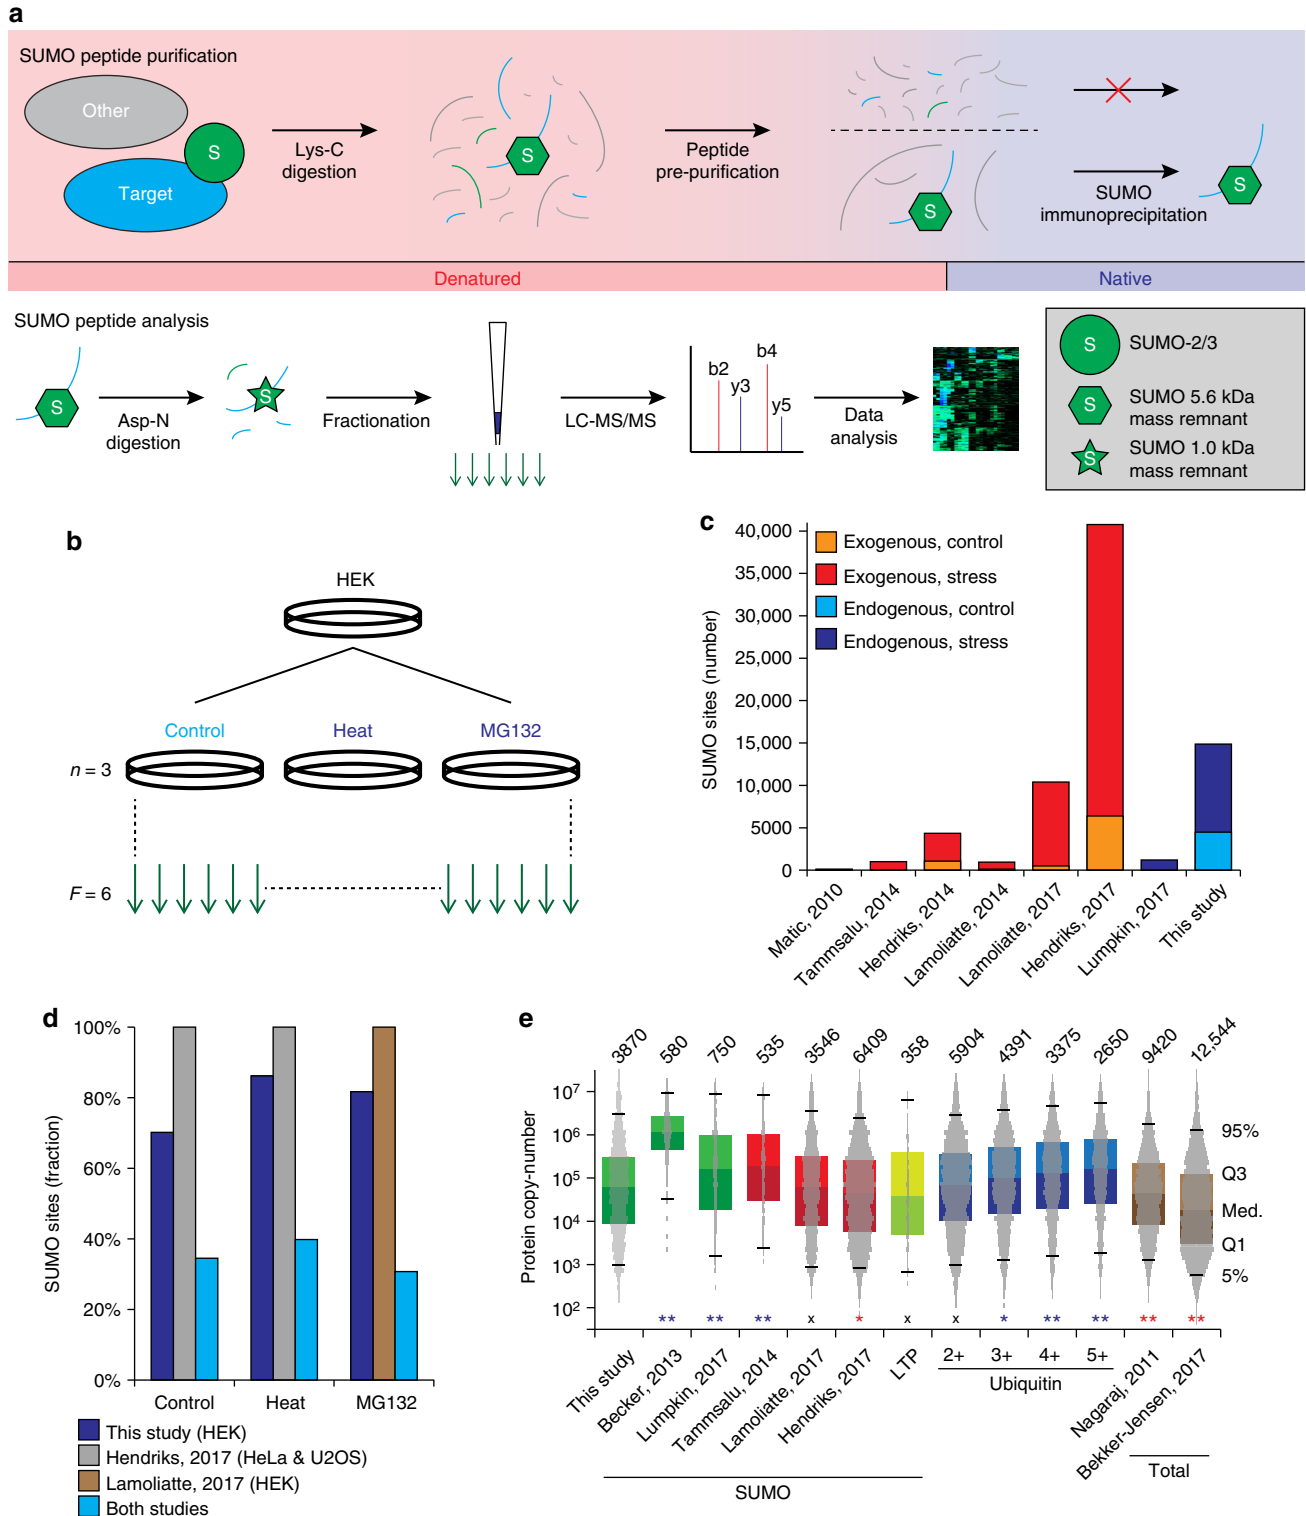 a
SUMO peptide purification
Other
S
Target
Lys-C
digestion
S
Peptide
pre-purification
S
SUMO
immunoprecipitation
S
Denatured
Native
SUMO peptide analysis
S
Asp-N
digestion
S
Fractionation
LC-MS/MS
b2
y3
b4
y5
Data
analysis
S
SUMO-2/3
S
SUMO 5.6 kDa
mass remnant
S
SUMO 1.0 kDa
mass remnant
b
HEK
Control
Heat
MG132
n = 3
F = 6
c
SUMO sites (number)
40,000
35,000
30,000
25,000
20,000
15,000
10,000
5000
0
Exogenous, control
Exogenous, stress
Endogenous, control
Endogenous, stress
Matic, 2010
Tammsalu, 2014
Hendriks, 2014
Lamoliatte, 2014
Lamoliatte, 2017
Hendriks, 2017
Lumpkin, 2017
This study
d
SUMO sites (fraction)
100%
80%
60%
40%
20%
0%
Control
Heat
MG132
This study (HEK)
Hendriks, 2017 (HeLa & U2OS)
Lamoliatte, 2017 (HEK)
Both studies
e
3870
580
750
535
3546
6409
358
5904
4391
3375
2650
9420
12,544
Protein copy-number
10⁷
10⁶
10⁵
10⁴
10³
10²
95%
Q3
Med.
Q1
5%
** ** ** x * x x * ** ** ** **
This study
Becker, 2013
Lumpkin, 2017
Tammsalu, 2014
Lamoliatte, 2017
Hendriks, 2017
LTP
2+
3+
4+
5+
Ubiquitin
Nagaraj, 2011
Bekker-Jensen, 2017
SUMO
Total